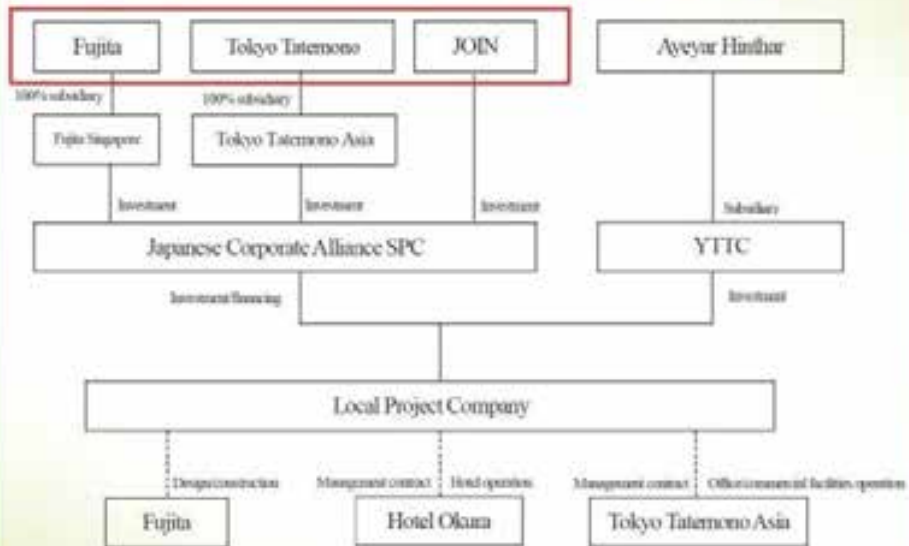 Fujita
Tokyo Tatemono
JOIN
Ayeyar Hinthar
100% subsidiary
100% subsidiary
Fujita Singapore
Tokyo Tatemono Asia
Investment
Investment
Investment
Subsidiary
Japanese Corporate Alliance SPC
YTTC
Investment/financing
Investment
Local Project Company
Design/construction
Management contract
Hotel operation
Management contract
Office/commercial facilities operation
Fujita
Hotel Okura
Tokyo Tatemono Asia